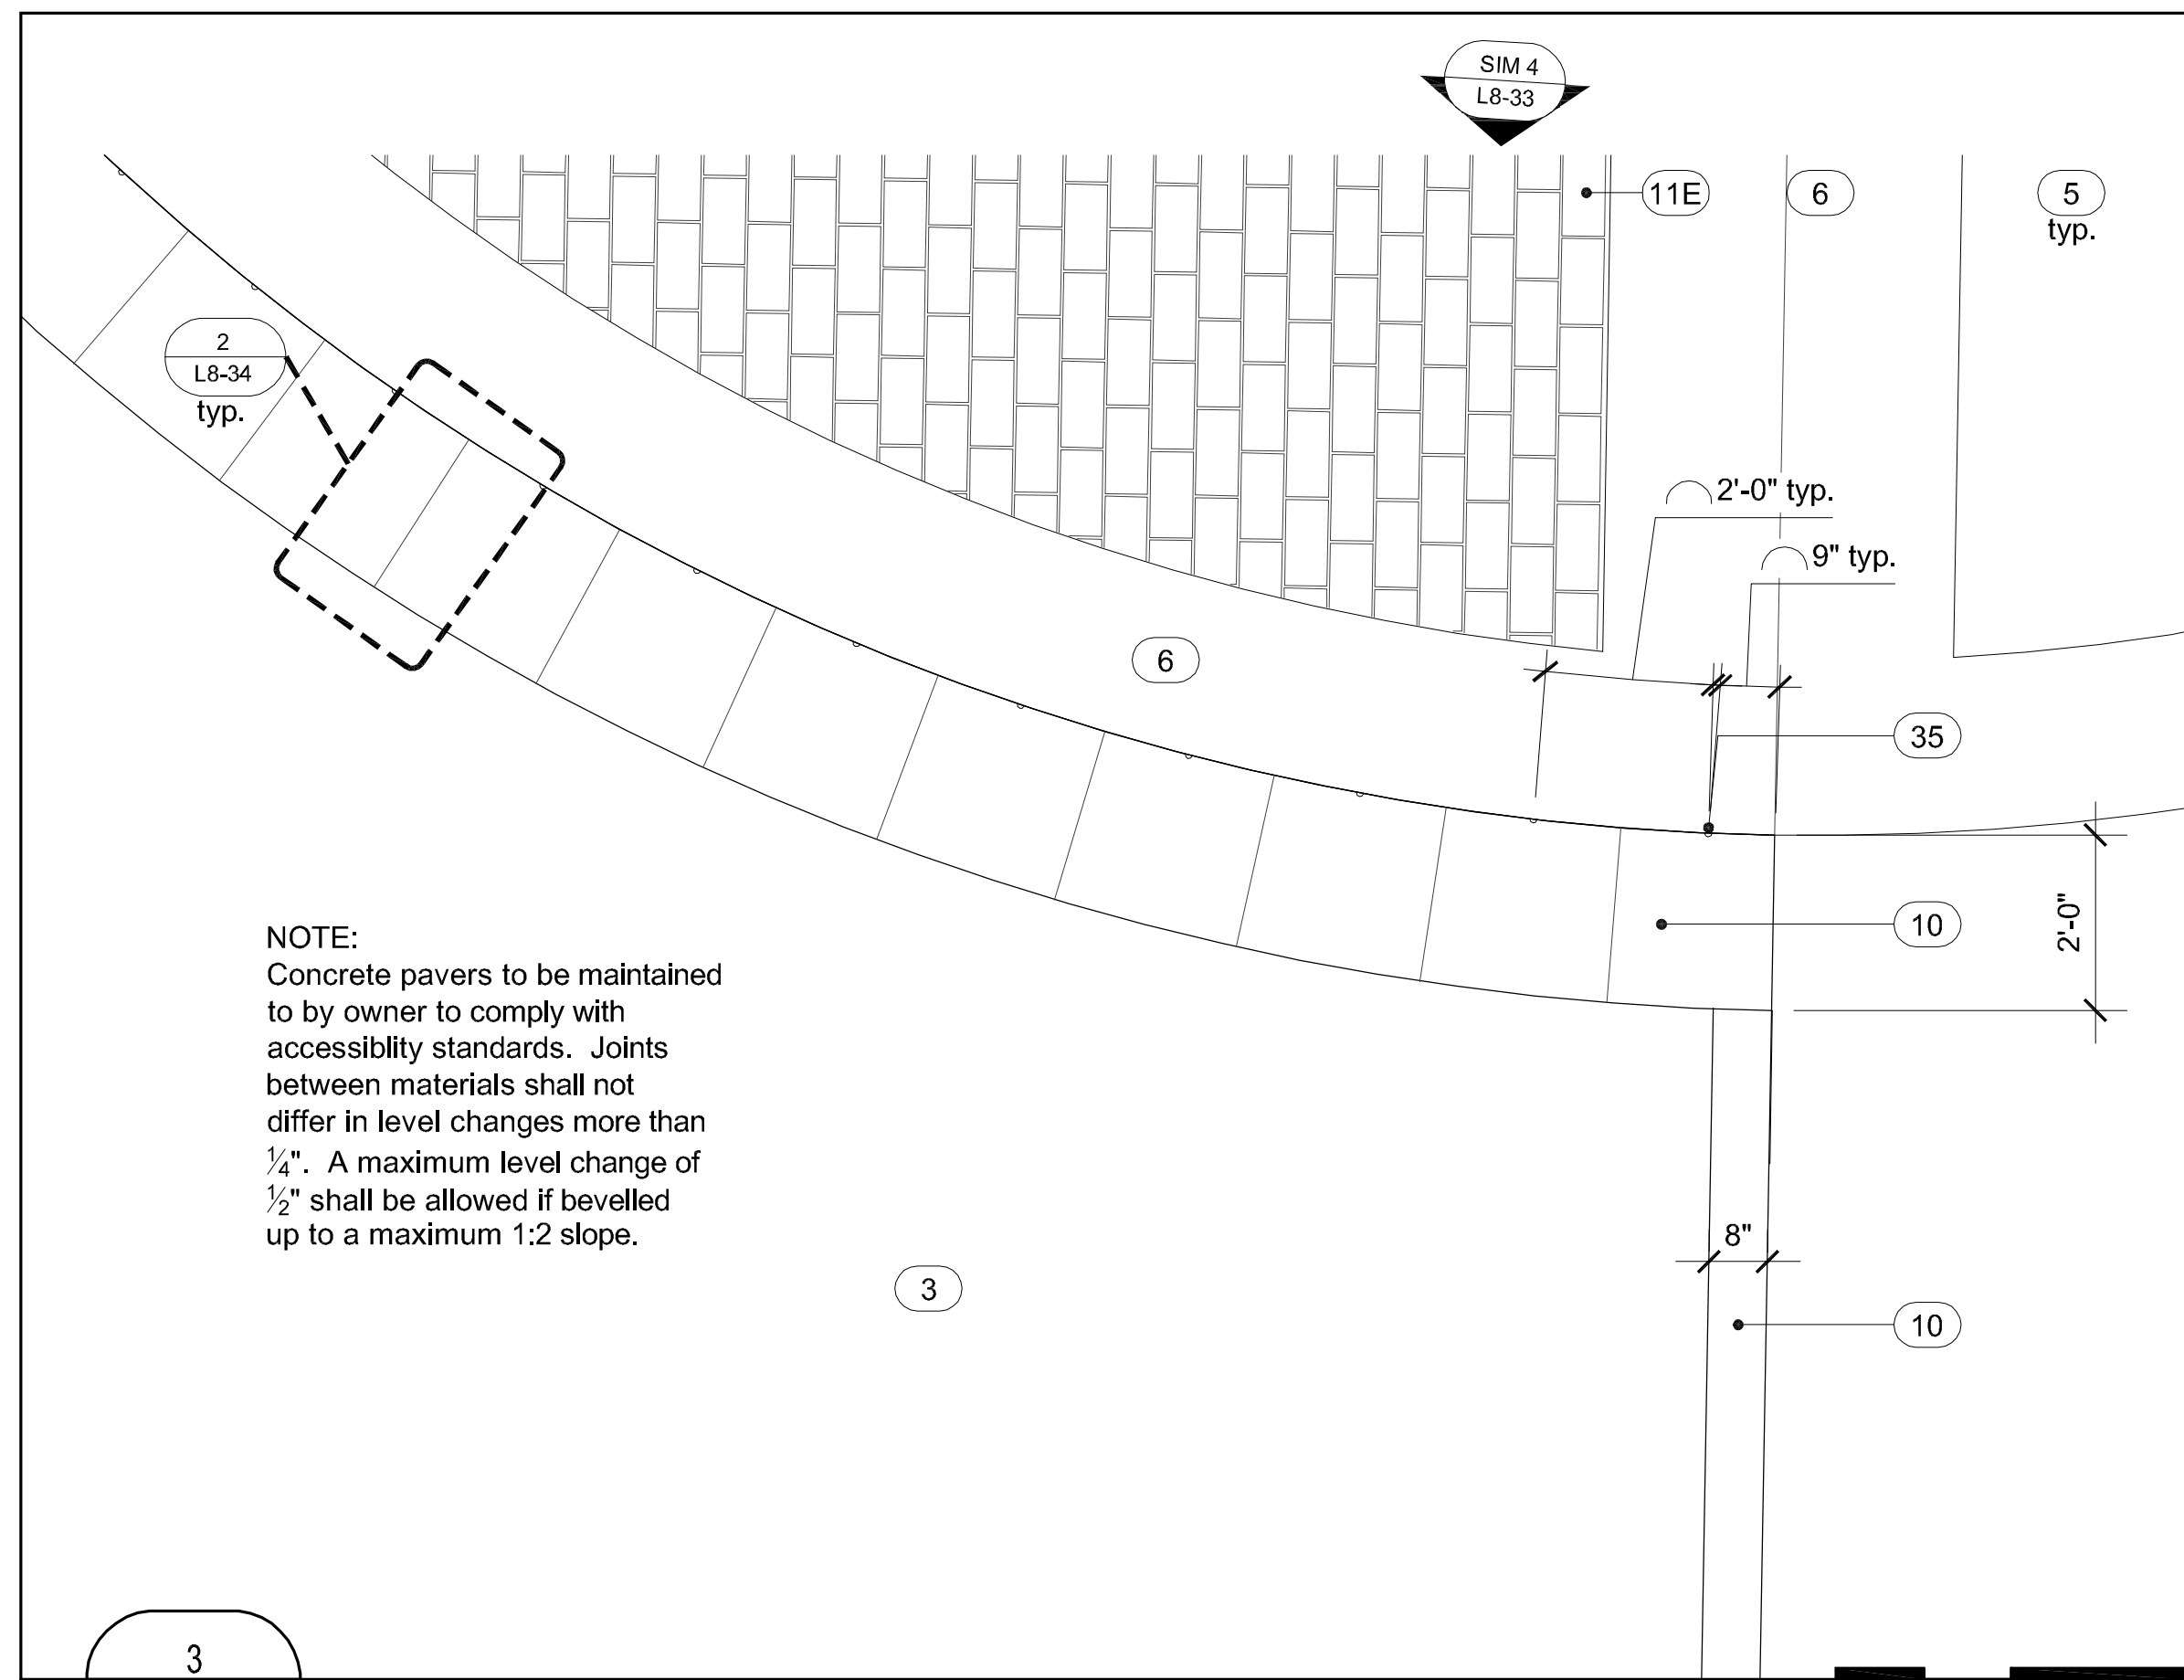 SIM 4
L8-33
11E
6
5
typ.
2
L8-34
typ.
2'-0" typ.
9" typ.
6
35
10
2'-0"
NOTE:
Concrete pavers to be maintained
to by owner to comply with
accessiblity standards.  Joints
between materials shall not
differ in level changes more than
¼".  A maximum level change of
½" shall be allowed if bevelled
up to a maximum 1:2 slope.
8"
3
10
3